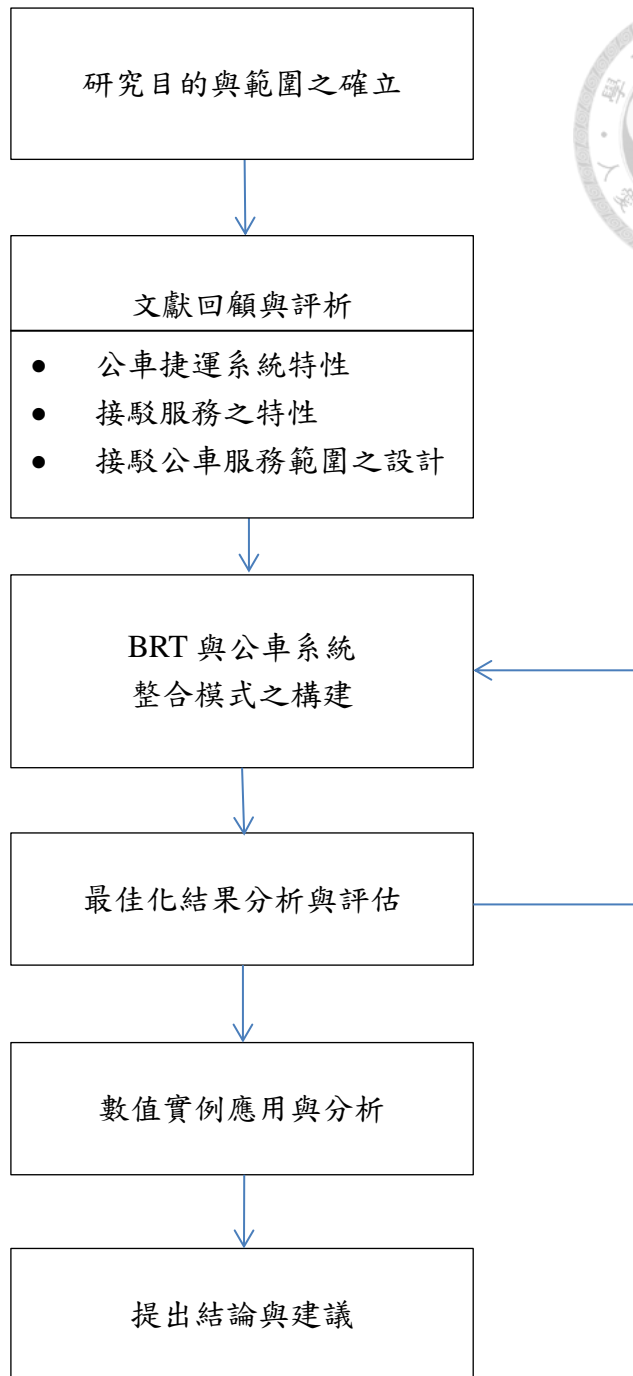 研究目的與範圍之確立
文獻回顧與評析
● 公車捷運系統特性
● 接駁服務之特性
● 接駁公車服務範圍之設計
BRT 與公車系統
整合模式之構建
最佳化結果分析與評估
數值實例應用與分析
提出結論與建議